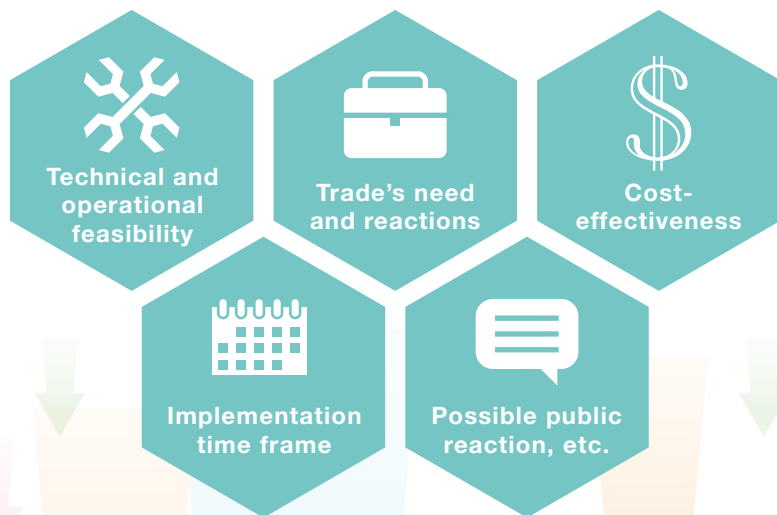 Technical and
operational
feasibility
Trade’s need
and reactions
Cost-
effectiveness
Implementation
time frame
Possible public
reaction, etc.